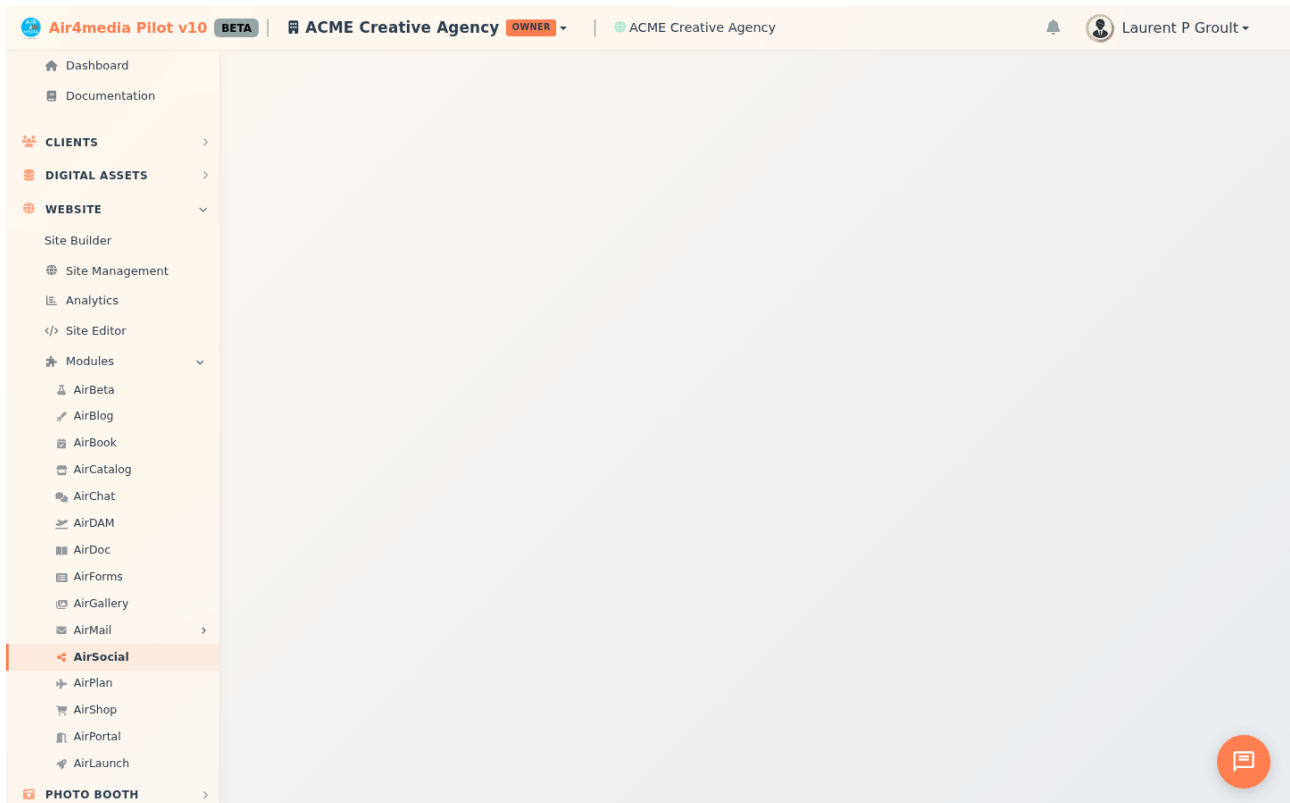 Air4media Pilot v10 BETA ACME Creative Agency OWNER ACME Creative Agency Laurent P Groult
Dashboard
Documentation
CLIENTS
DIGITAL ASSETS
WEBSITE
Site Builder
Site Management
Analytics
Site Editor
Modules
AirBeta
AirBlog
AirBook
AirCatalog
AirChat
AirDAM
AirDoc
AirForms
AirGallery
AirMail
AirSocial
AirPlan
AirShop
AirPortal
AirLaunch
PHOTO BOOTH